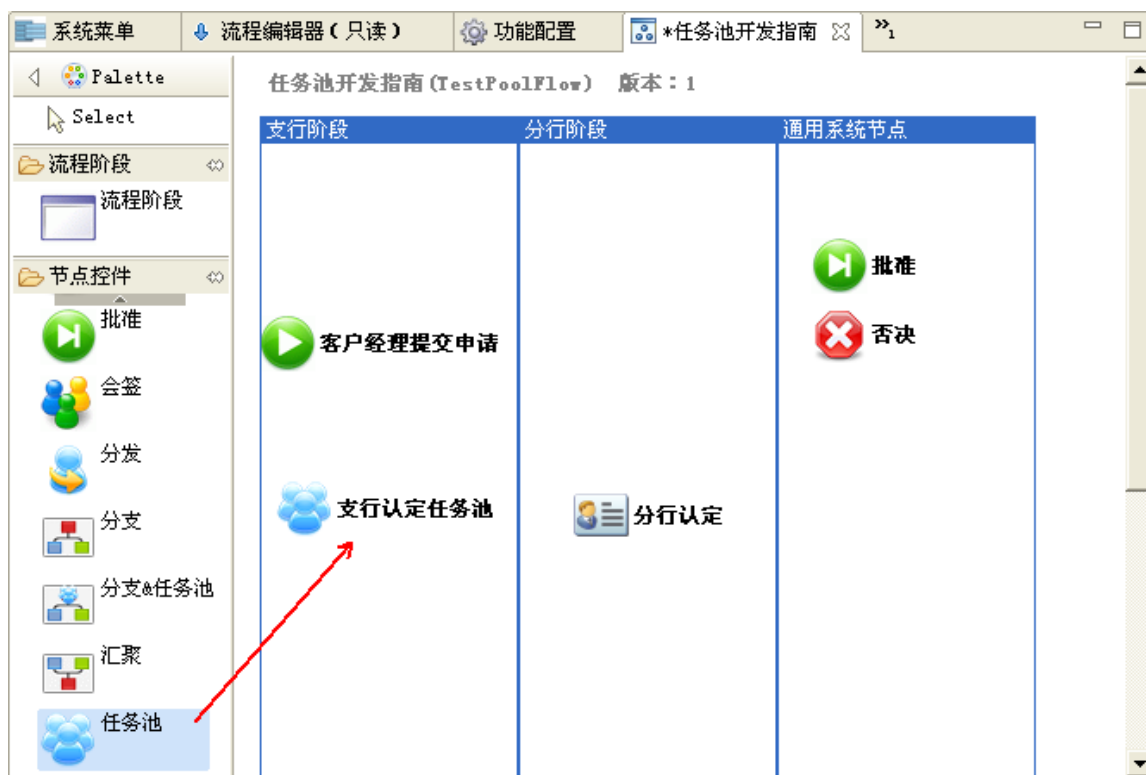 系统菜单 流程编辑器(只读) 功能配置 *任务池开发指南 »1
Palette
Select
流程阶段
流程阶段
节点控件
批准
会签
分发
分支
分支&任务池
汇聚
任务池
任务池开发指南(TestPoolFlow) 版本:1
支行阶段 分行阶段 通用系统节点
批准
否决
客户经理提交申请
支行认定任务池 分行认定